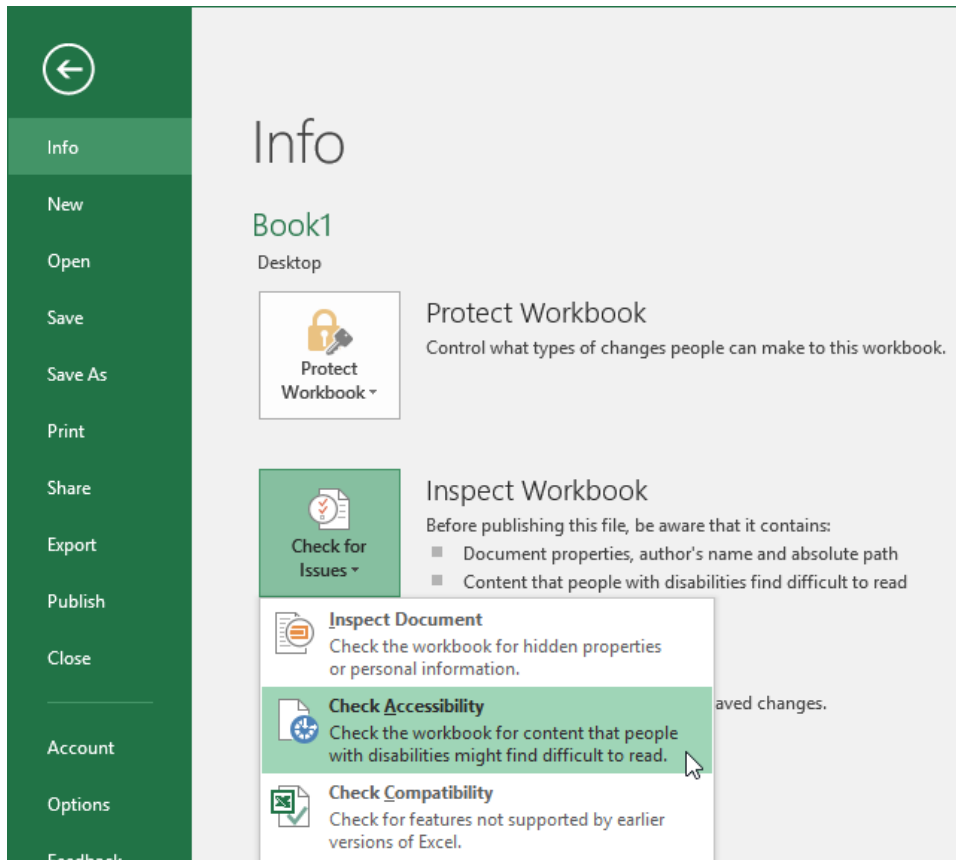 Info
New
Open
Save
Save As
Print
Share
Export
Publish
Close
Account
Options
Feedback
Info
Book1
Desktop
Protect
Workbook
Protect Workbook
Control what types of changes people can make to this workbook.
Check for
Issues
Inspect Workbook
Before publishing this file, be aware that it contains:
Document properties, author's name and absolute path
Content that people with disabilities find difficult to read
Inspect Document
Check the workbook for hidden properties
or personal information.
Check Accessibility
Check the workbook for content that people
with disabilities might find difficult to read.
aved changes.
Check Compatibility
Check for features not supported by earlier
versions of Excel.